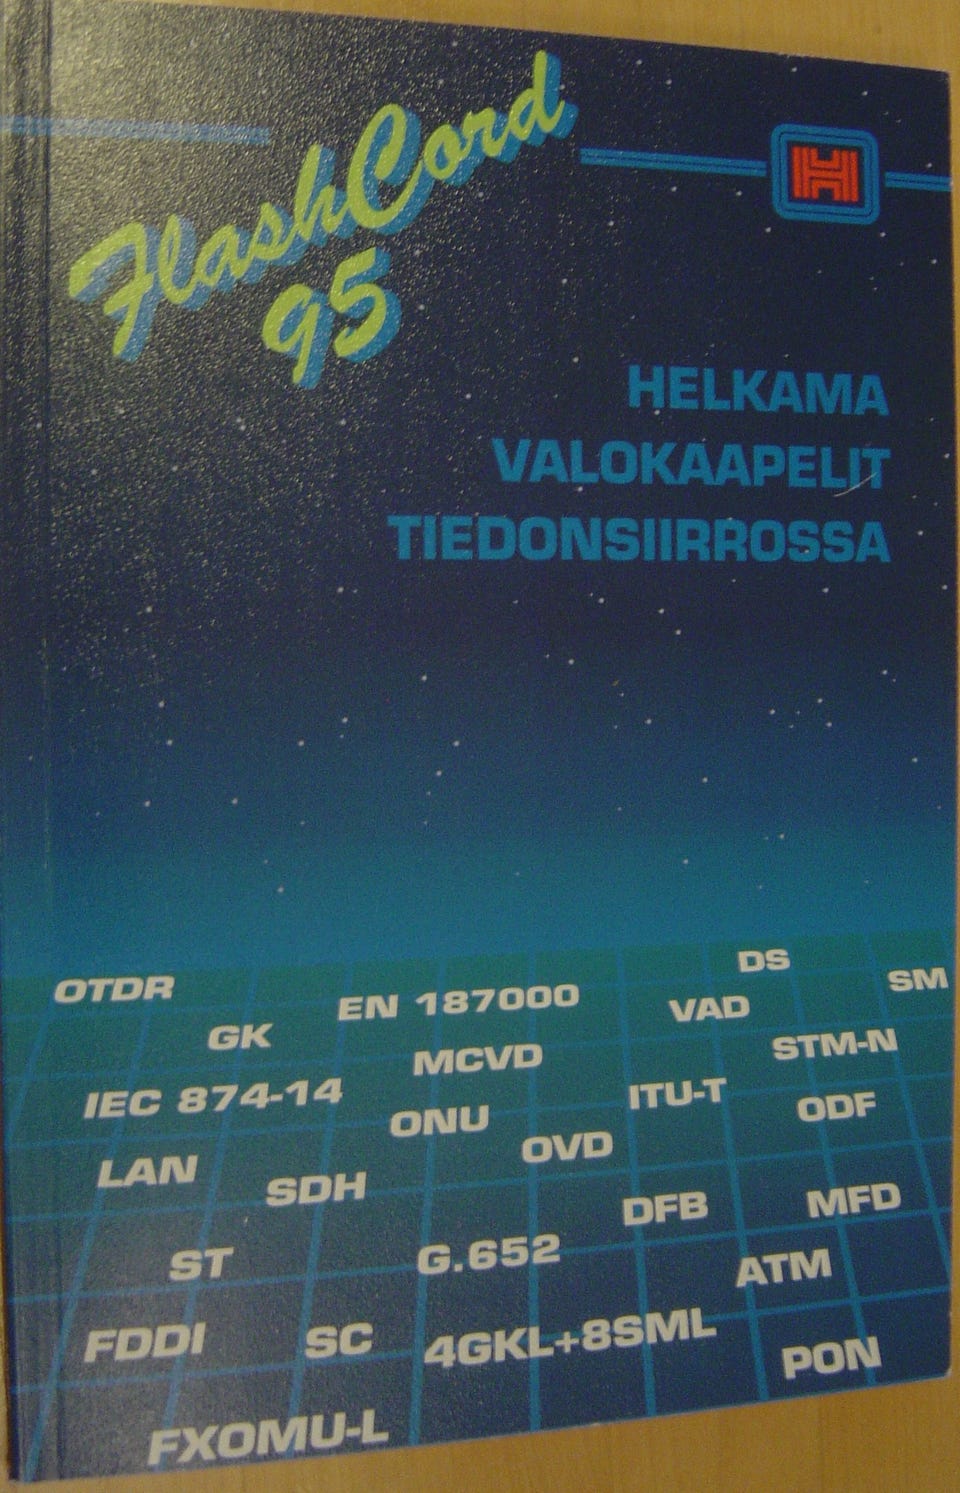 FlashCord
95
H
HELKAMA
VALOKAAPELIT
TIEDONSIIRROSSA
DS
OTDR
SM
EN 187000
VAD
GK
STM-N
MCVD
IEC 874-14
ITU-T
ODF
ONU
OVD
LAN
SDH
MFD
DFB
ST
G.652
ATM
FDDI
SC
4GKL+8SML
PON
FXOMU-L